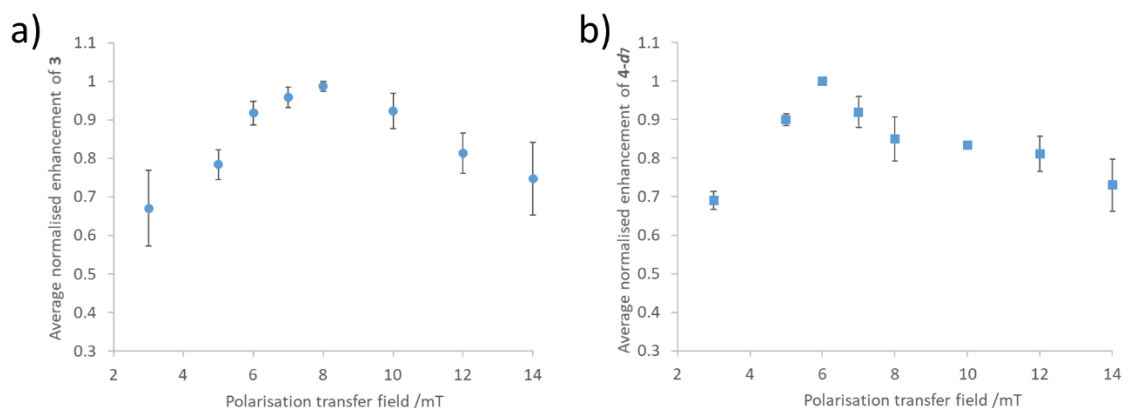 a)
Average normalised enhancement of 3
1.1
1
0.9
0.8
0.7
0.6
0.5
0.4
0.3
2 4 6 8 10 12 14
Polarisation transfer field /mT
b)
Average normalised enhancement of 4-d7
1.1
1
0.9
0.8
0.7
0.6
0.5
0.4
0.3
2 4 6 8 10 12 14
Polarisation transfer field /mT